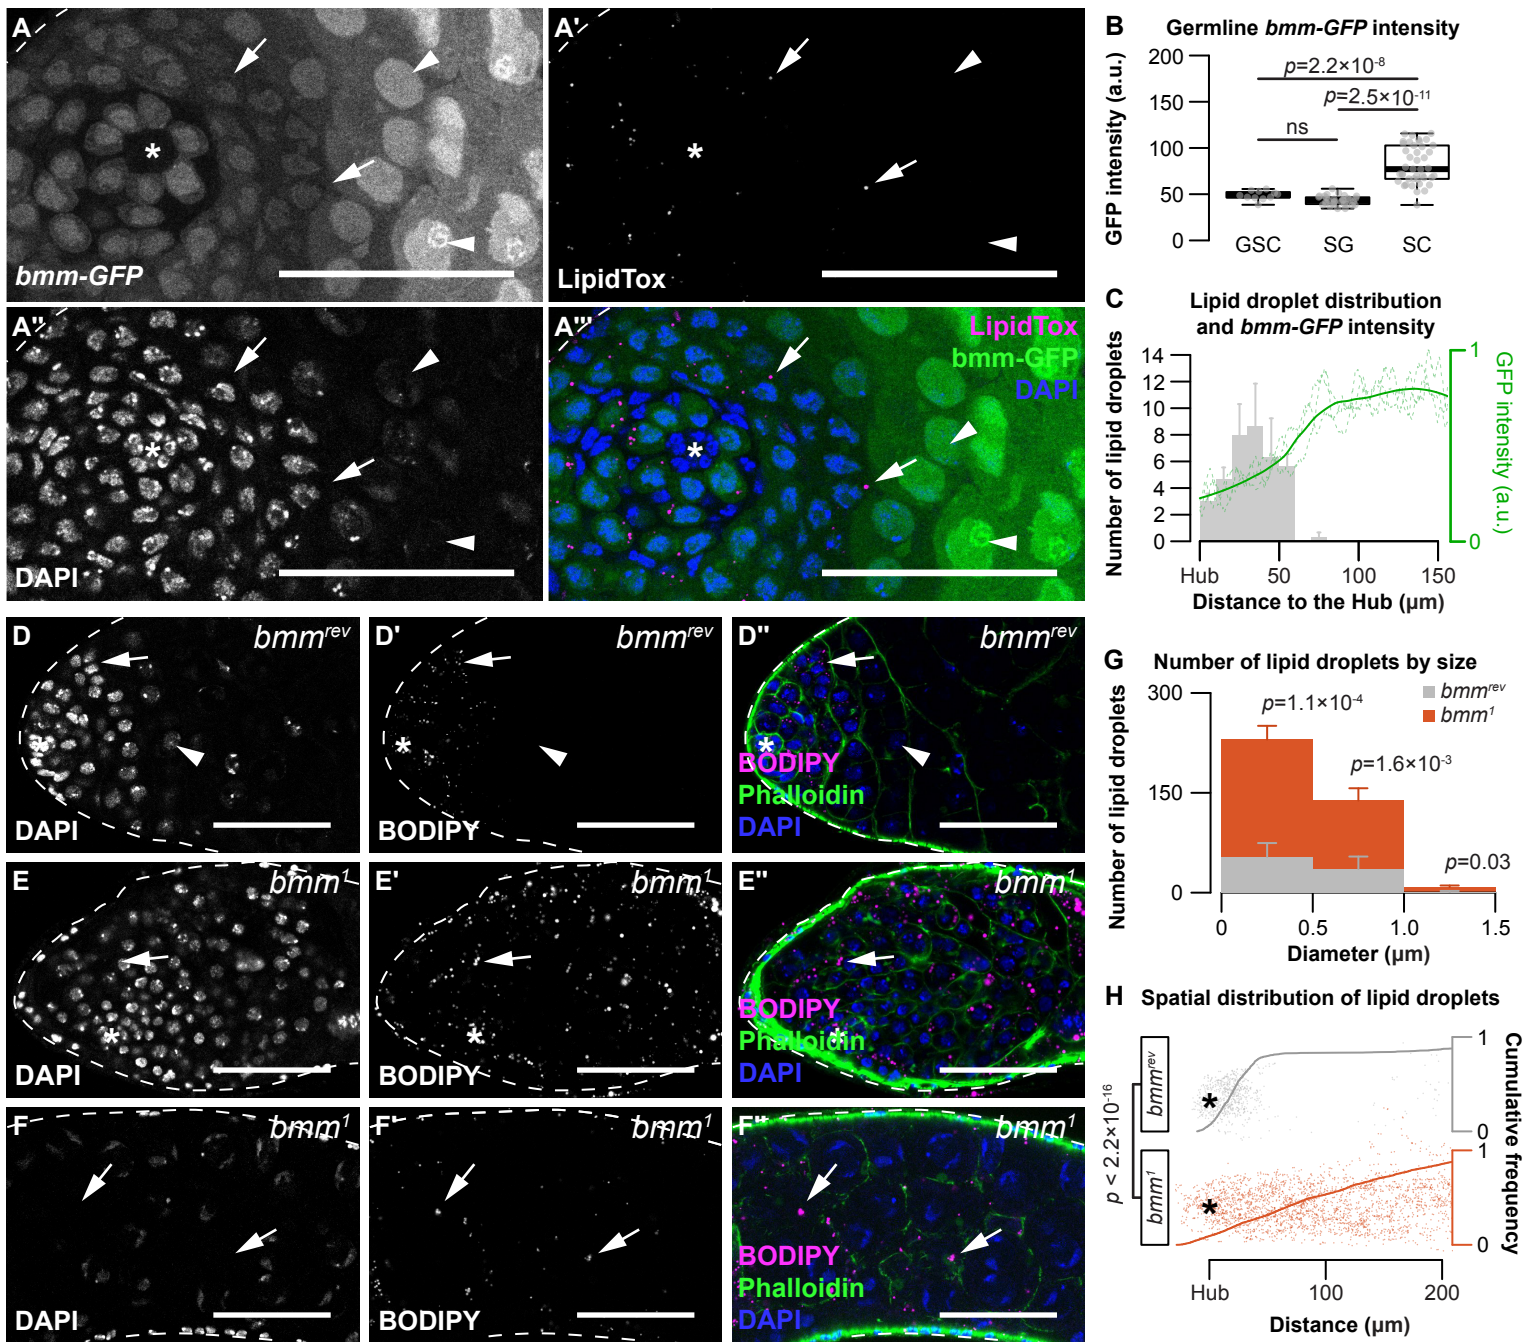 A
bmm-GFP
A'
LipidTox
A''
DAPI
A'''
LipidTox
bmm-GFP
DAPI
B Germline bmm-GFP intensity
GFP intensity (a.u.)
200
150
100
50
0
p=2.2×10⁻⁸
p=2.5×10⁻¹¹
ns
GSC SG SC
C Lipid droplet distribution
and bmm-GFP intensity
Number of lipid droplets
14
12
10
8
6
4
2
0
1
0
GFP intensity (a.u.)
Hub 50 100 150
Distance to the Hub (µm)
D bmmʳᵉᵛ
DAPI
D' bmmʳᵉᵛ
BODIPY
D'' bmmʳᵉᵛ
BODIPY
Phalloidin
DAPI
E bmm¹
DAPI
E' bmm¹
BODIPY
E'' bmm¹
BODIPY
Phalloidin
DAPI
F bmm¹
DAPI
F' bmm¹
BODIPY
F'' bmm¹
BODIPY
Phalloidin
DAPI
G Number of lipid droplets by size
Number of lipid droplets
300
150
0
bmmʳᵉᵛ
bmm¹
p=1.1×10⁻⁴
p=1.6×10⁻³
p=0.03
0 0.5 1.0 1.5
Diameter (µm)
H Spatial distribution of lipid droplets
p < 2.2×10⁻¹⁶
bmmʳᵉᵛ
bmm¹
1
0
1
0
Cumulative frequency
Hub 100 200
Distance (µm)